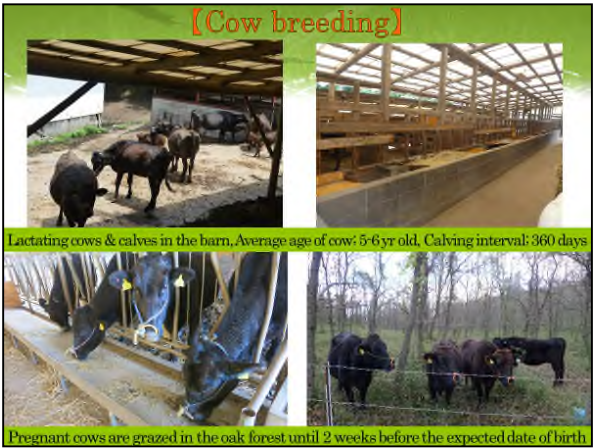 【Cow breeding】
Lactating cows & calves in the barn, Average age of cow: 5-6 yr old, Calving interval: 360 days
Pregnant cows are grazed in the oak forest until 2 weeks before the expected date of birth